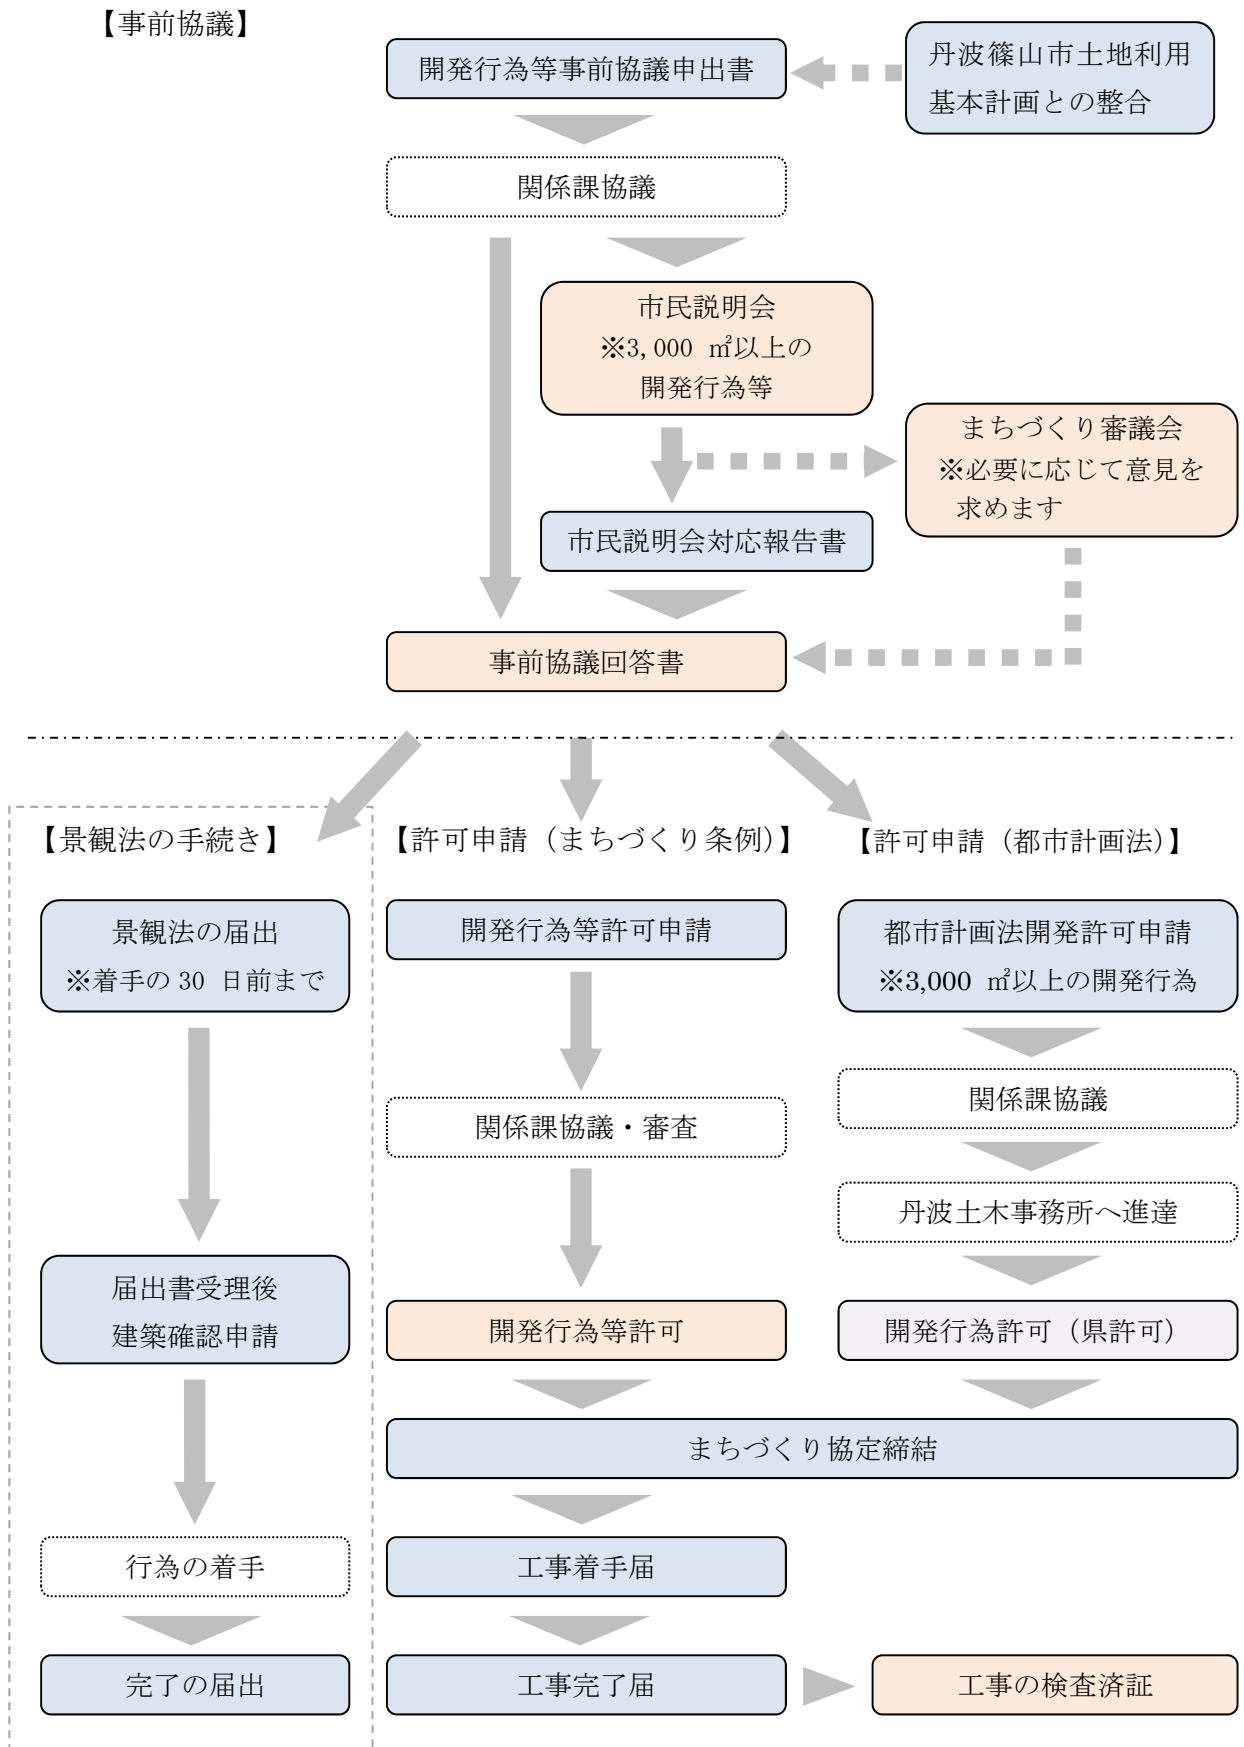 【事前協議】
開発行為等事前協議申出書
丹波篠山市土地利用
基本計画との整合
関係課協議
市民説明会
※3,000 ㎡以上の
開発行為等
まちづくり審議会
※必要に応じて意見を
求めます
市民説明会対応報告書
事前協議回答書
【景観法の手続き】
【許可申請（まちづくり条例）】
【許可申請（都市計画法）】
景観法の届出
※着手の 30 日前まで
開発行為等許可申請
都市計画法開発許可申請
※3,000 ㎡以上の開発行為
関係課協議・審査
関係課協議
丹波土木事務所へ進達
届出書受理後
建築確認申請
開発行為等許可
開発行為許可（県許可）
まちづくり協定締結
行為の着手
工事着手届
完了の届出
工事完了届
工事の検査済証